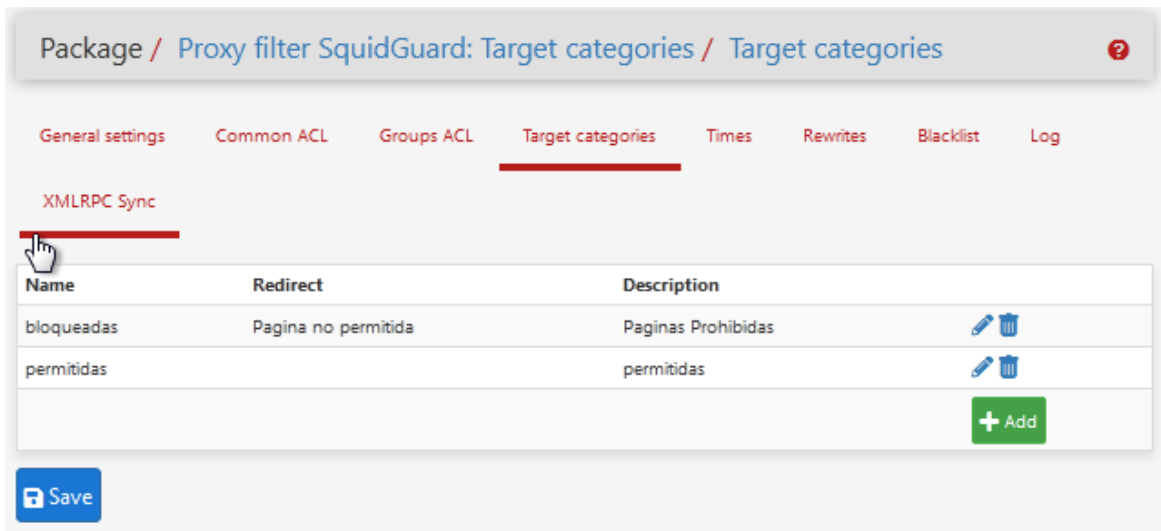 Package / Proxy filter SquidGuard: Target categories / Target categories
General settings Common ACL Groups ACL Target categories Times Rewrites Blacklist Log
XMLRPC Sync
Name Redirect Description
bloqueadas Pagina no permitida Paginas Prohibidas
permitidas permitidas
Add
Save